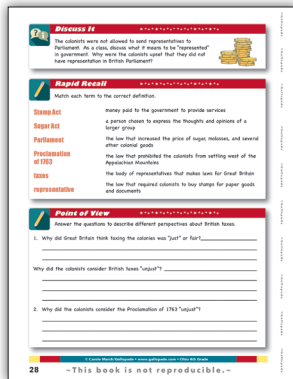 Discuss It
The colonists were not allowed to send representatives to
Parliament. As a class, discuss what it means to be "represented"
in government. Why were the colonists upset that they did not
have representation in British Parliament?
Rapid Recall
Match each term to the correct definition.
Stamp Act
money paid to the government to provide services
Sugar Act
a person chosen to express the thoughts and opinions of a
larger group
Parliament
the law that increased the price of sugar, molasses, and several
other colonial goods
Proclamation
of 1763
the law that prohibited the colonists from settling west of the
Appalachian Mountains
taxes
the body of representatives that makes laws for Great Britain
representative
the law that required colonists to buy stamps for paper goods
and documents
Point of View
Answer the questions to describe different perspectives about British taxes.
1. Why did Great Britain think taxing the colonies was "just" or fair?
Why did the colonists consider British taxes "unjust"?
2. Why did the colonists consider the Proclamation of 1763 "unjust"?
© Carole Marsh/Gallopade • www.gallopade.com • Ohio 4th Grade
28
~This book is not reproducible.~